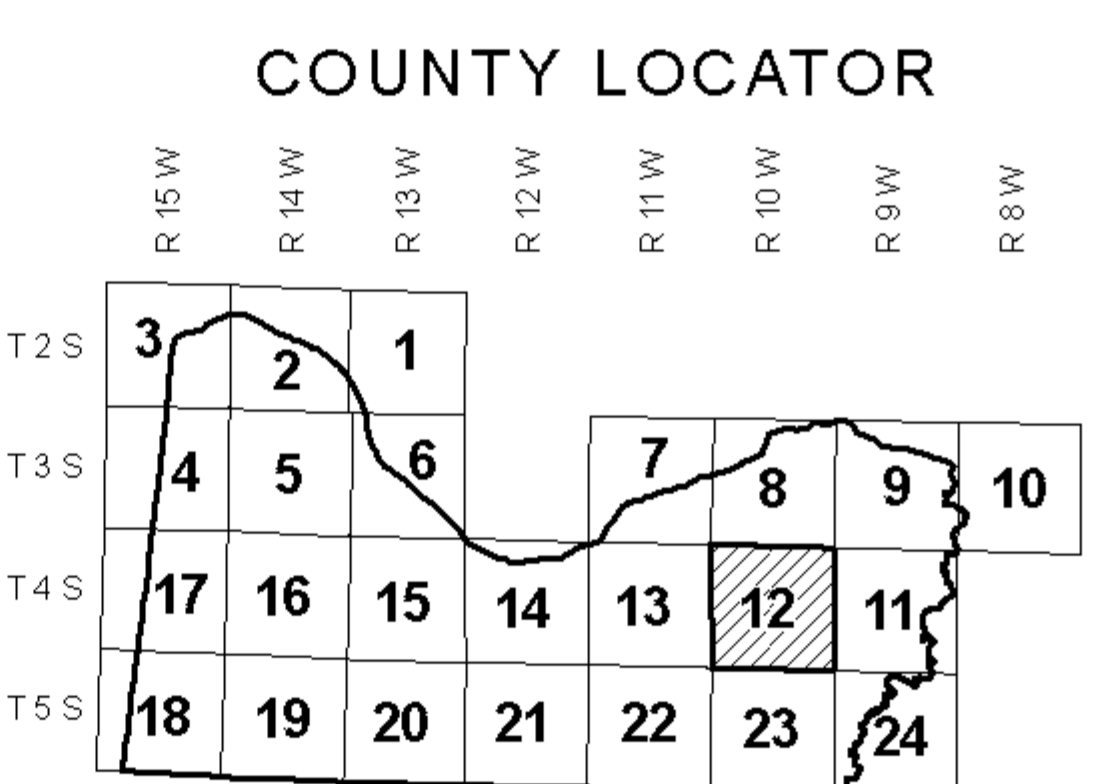 COUNTY LOCATOR
R 15 W R 14 W R 13 W R 12 W R 11 W R 10 W R 9 W R 8 W
T 2 S 3 2 1
T 3 S 4 5 6 7 8 9 10
T 4 S 17 16 15 14 13 12 11
T 5 S 18 19 20 21 22 23 24